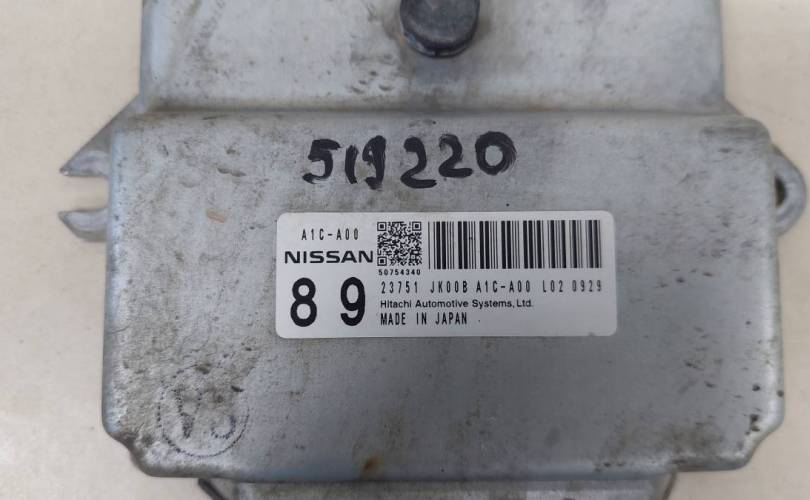 519220
A1C-A00
NISSAN
50754340
89
23751 JK00B A1C-A00 L02 0929
Hitachi Automotive Systems, Ltd.
MADE IN JAPAN